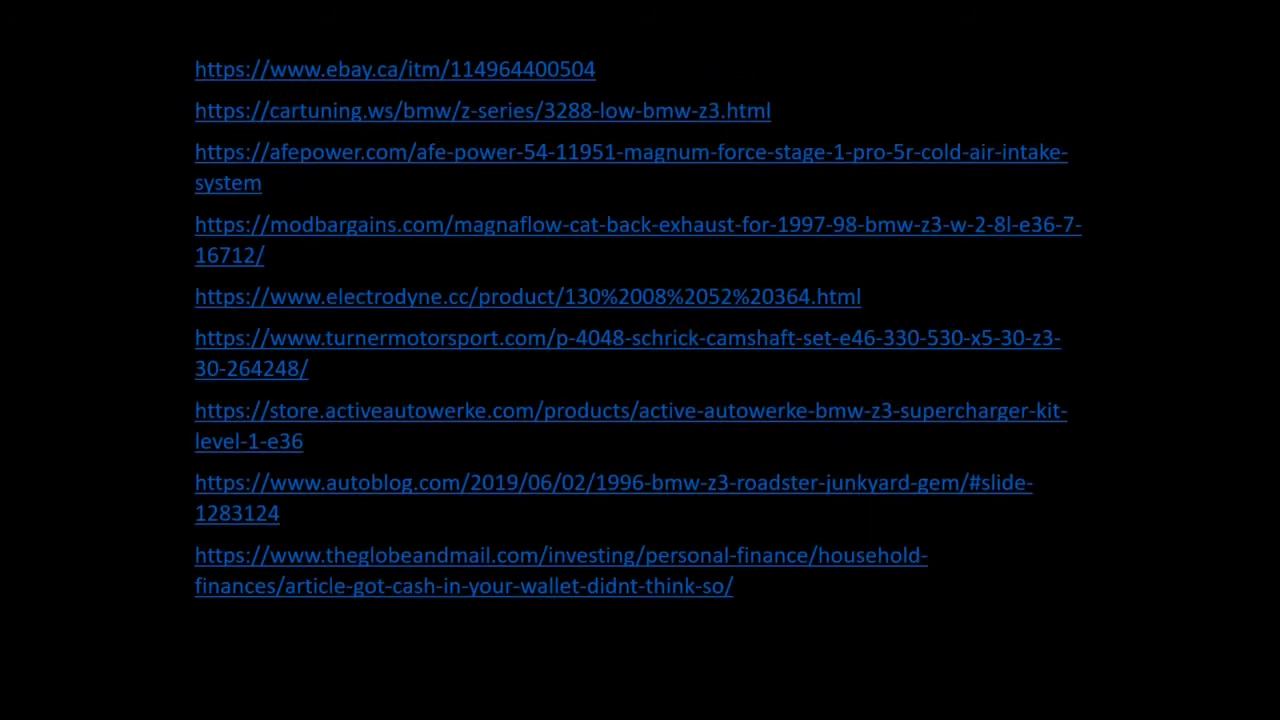 https://www.ebay.ca/itm/114964400504
https://cartuning.ws/bmw/z-series/3288-low-bmw-z3.html
https://afepower.com/afe-power-54-11951-magnum-force-stage-1-pro-5r-cold-air-intake-
system
https://modbargains.com/magnaflow-cat-back-exhaust-for-1997-98-bmw-z3-w-2-8l-e36-7-
16712/
https://www.electrodyne.cc/product/130%2008%2052%20364.html
https://www.turnermotorsport.com/p-4048-schrick-camshaft-set-e46-330-530-x5-30-z3-
30-264248/
https://store.activeautowerke.com/products/active-autowerke-bmw-z3-supercharger-kit-
level-1-e36
https://www.autoblog.com/2019/06/02/1996-bmw-z3-roadster-junkyard-gem/#slide-
1283124
https://www.theglobeandmail.com/investing/personal-finance/household-
finances/article-got-cash-in-your-wallet-didnt-think-so/